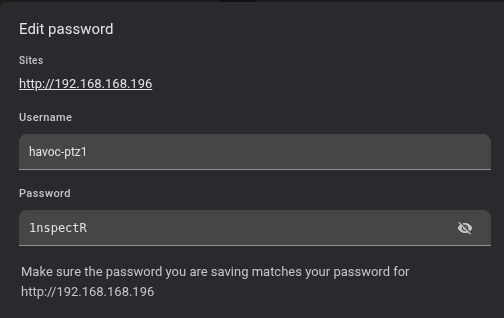 Edit password
Sites
http://192.168.168.196
Username
havoc-ptz1
Password
1nspectR
Make sure the password you are saving matches your password for
http://192.168.168.196